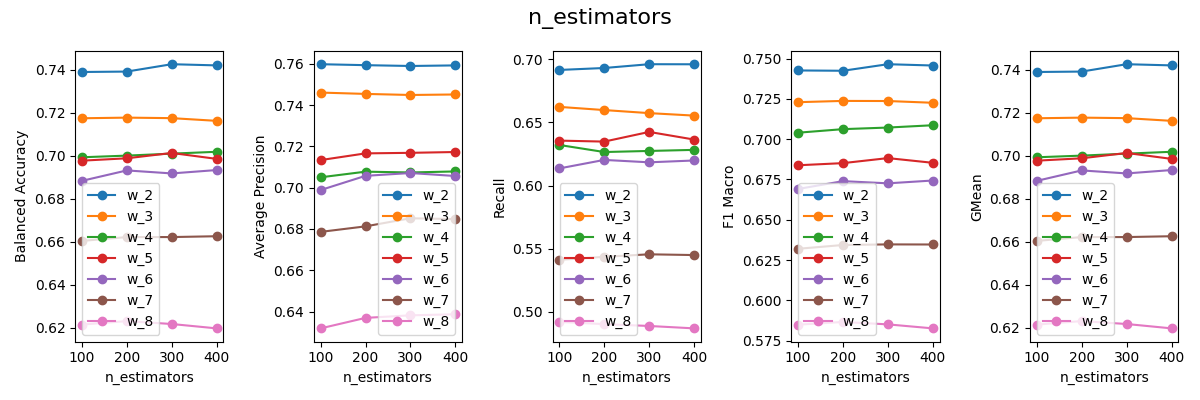 n_estimators
Balanced Accuracy
0.74
0.72
0.70
0.68
0.66
0.64
0.62
w_2
w_3
w_4
w_5
w_6
w_7
w_8
100 200 300 400
n_estimators
Average Precision
0.76
0.74
0.72
0.70
0.68
0.66
0.64
w_2
w_3
w_4
w_5
w_6
w_7
w_8
100 200 300 400
n_estimators
Recall
0.70
0.65
0.60
0.55
0.50
w_2
w_3
w_4
w_5
w_6
w_7
w_8
100 200 300 400
n_estimators
F1 Macro
0.750
0.725
0.700
0.675
0.650
0.625
0.600
0.575
w_2
w_3
w_4
w_5
w_6
w_7
w_8
100 200 300 400
n_estimators
GMean
0.74
0.72
0.70
0.68
0.66
0.64
0.62
w_2
w_3
w_4
w_5
w_6
w_7
w_8
100 200 300 400
n_estimators